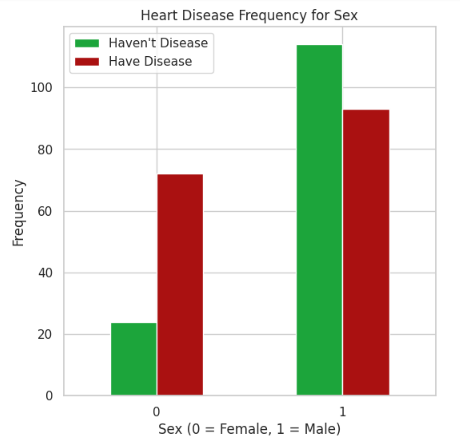 Heart Disease Frequency for Sex
Haven't Disease
Have Disease
100
80
60
40
20
0
Frequency
0 1
Sex (0 = Female, 1 = Male)